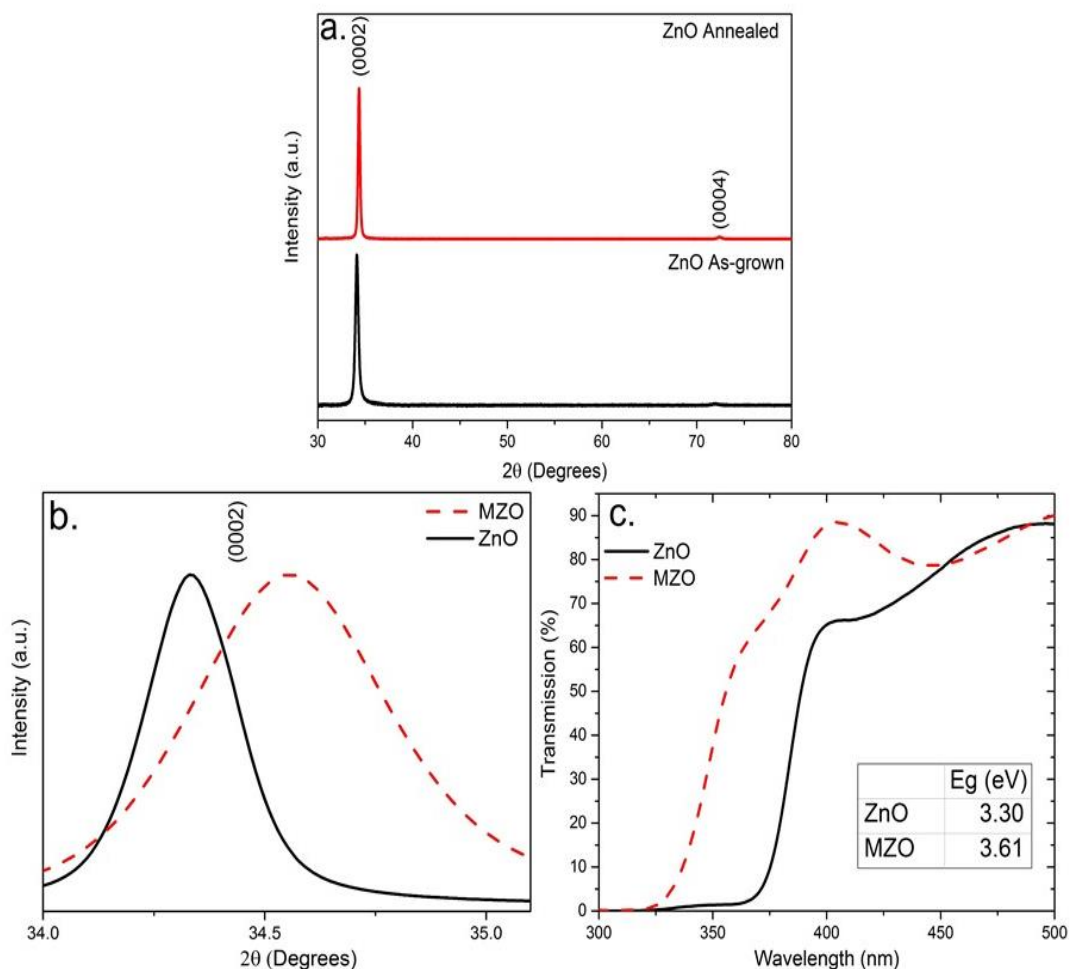 a.
(0002)
ZnO Annealed
(0004)
ZnO As-grown
Intensity (a.u.)
30 40 50 60 70 80
2θ (Degrees)
b.
(0002)
MZO
ZnO
Intensity (a.u.)
34.0 34.5 35.0
2θ (Degrees)
c.
ZnO
MZO
Transmission (%)
90
80
70
60
50
40
30
20
10
0
Eg (eV)
ZnO 3.30
MZO 3.61
300 350 400 450 500
Wavelength (nm)